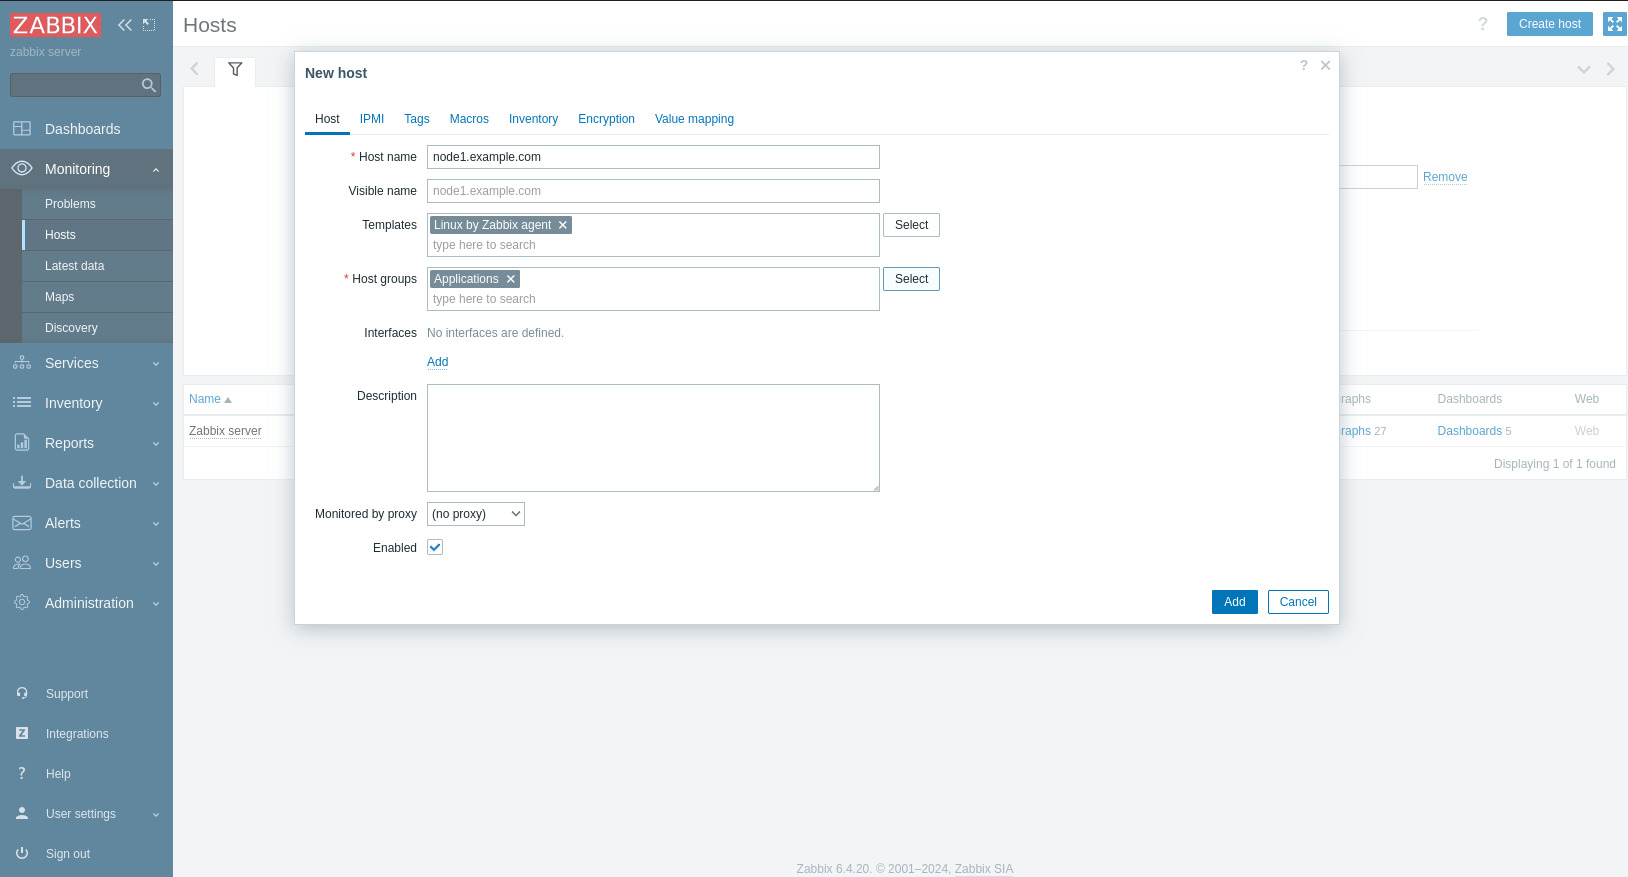 ZABBIX
zabbix server
Dashboards
Monitoring
Problems
Hosts
Latest data
Maps
Discovery
Services
Inventory
Reports
Data collection
Alerts
Users
Administration
Support
Integrations
Help
User settings
Sign out
Hosts
? Create host
New host
?
Host IPMI Tags Macros Inventory Encryption Value mapping
* Host name node1.example.com
Visible name node1.example.com
Templates Linux by Zabbix agent Select
type here to search
* Host groups Applications Select
type here to search
Interfaces No interfaces are defined.
Add
Description
Monitored by proxy (no proxy)
Enabled
Add Cancel
Remove
Name raphs Dashboards Web
Zabbix server raphs 27 Dashboards 5 Web
Displaying 1 of 1 found
Zabbix 6.4.20. © 2001–2024, Zabbix SIA